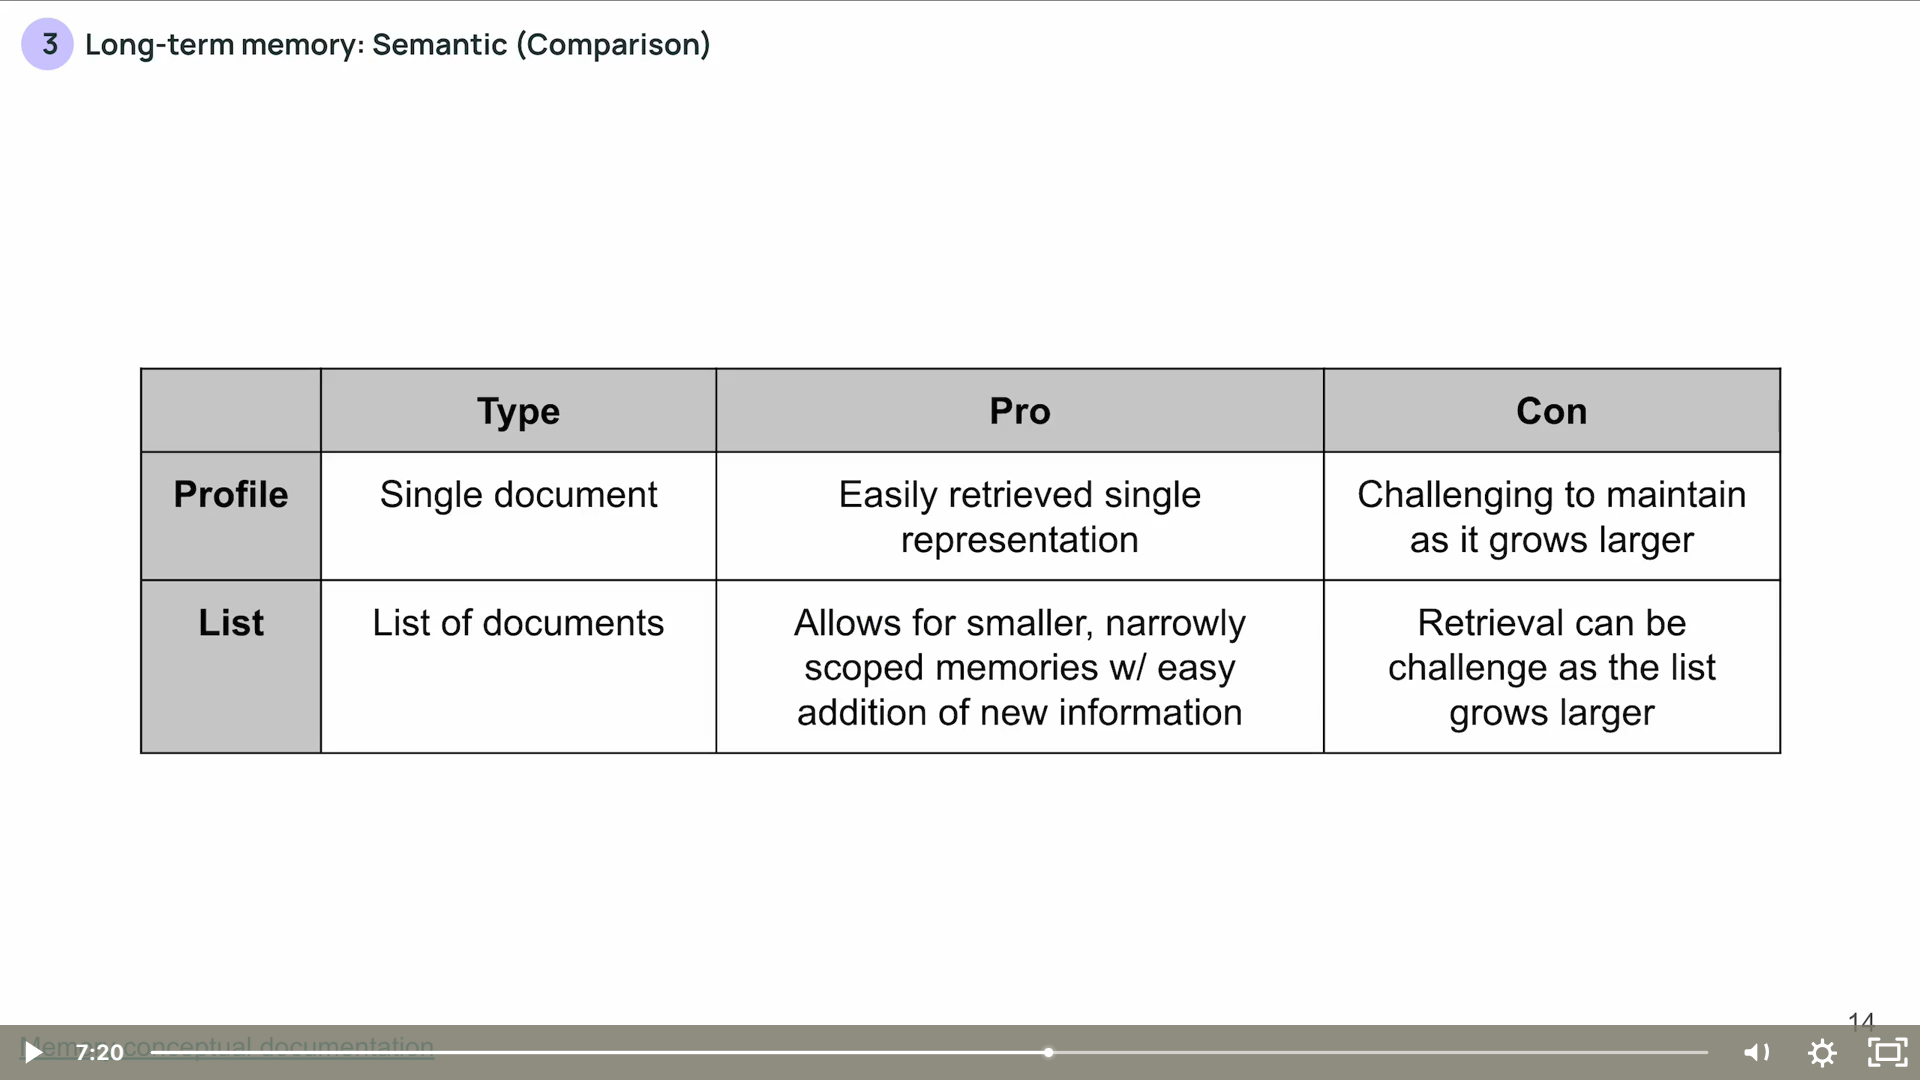 3 Long-term memory: Semantic (Comparison)
Type Pro Con
Profile Single document Easily retrieved single representation Challenging to maintain as it grows larger
List List of documents Allows for smaller, narrowly scoped memories w/ easy addition of new information Retrieval can be challenge as the list grows larger
14
Memory conceptual documentation
7:20